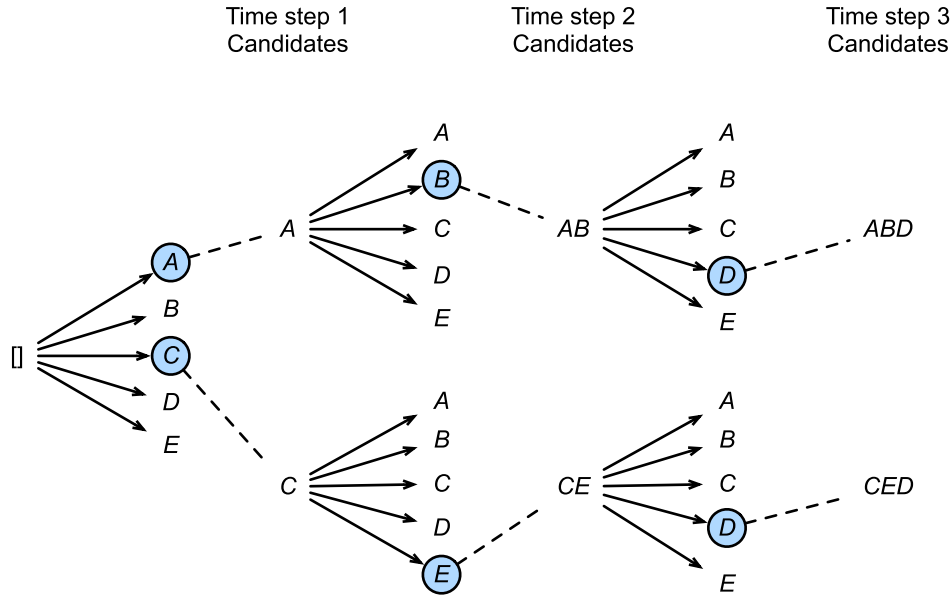 Time step 1
Candidates
Time step 2
Candidates
Time step 3
Candidates
[]
A
B
C
D
E
A
A
B
C
D
E
AB
A
B
C
D
E
ABD
C
A
B
C
D
E
CE
A
B
C
D
E
CED